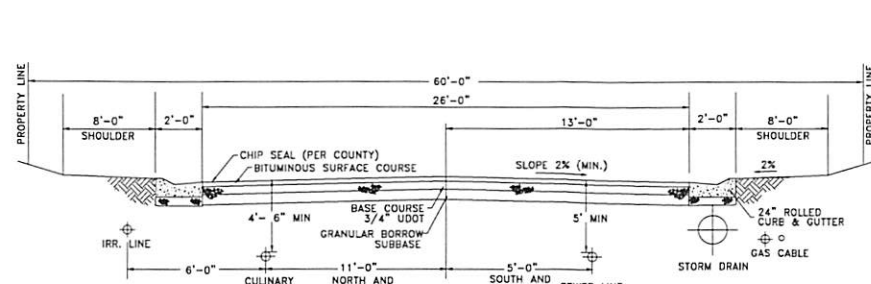 PROPERTY LINE
PROPERTY LINE
60'-0"
26'-0"
8'-0"
SHOULDER
2'-0"
13'-0"
2'-0"
8'-0"
SHOULDER
CHIP SEAL (PER COUNTY)
BITUMINOUS SURFACE COURSE
SLOPE 2% (MIN.)
2%
4'- 6" MIN
BASE COURSE
3/4" UDOT
GRANULAR BORROW
SUBBASE
5' MIN
24" ROLLED
CURB & GUTTER
IRR. LINE
GAS CABLE
STORM DRAIN
6'-0"
11'-0"
5'-0"
CULINARY
NORTH AND
SOUTH AND